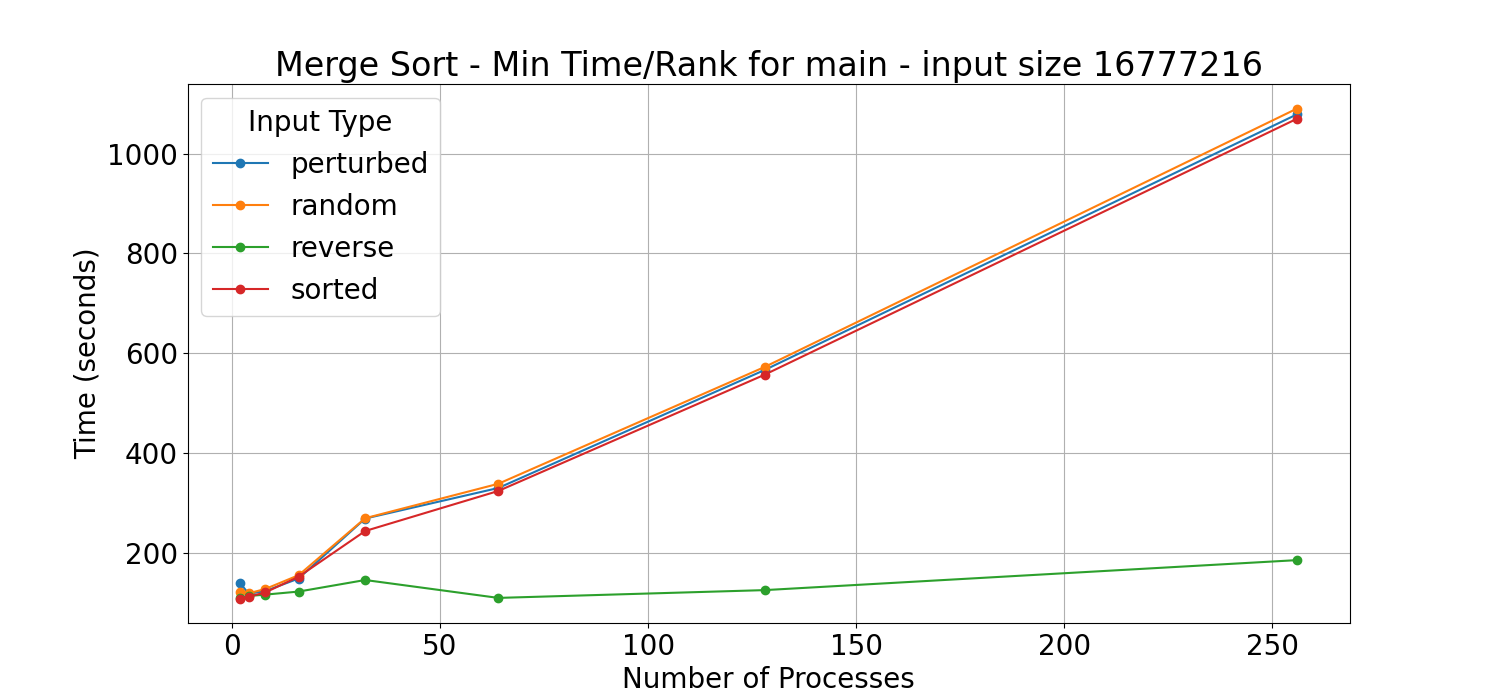 Merge Sort - Min Time/Rank for main - input size 16777216
Input Type
perturbed
random
reverse
sorted
Time (seconds)
1000
800
600
400
200
0 50 100 150 200 250
Number of Processes